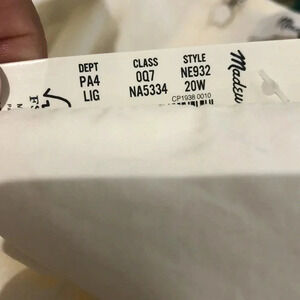 DEPT CLASS STYLE
PA4 0Q7 NE932
LIG NA5334 20W
CP1938 0010
Madew